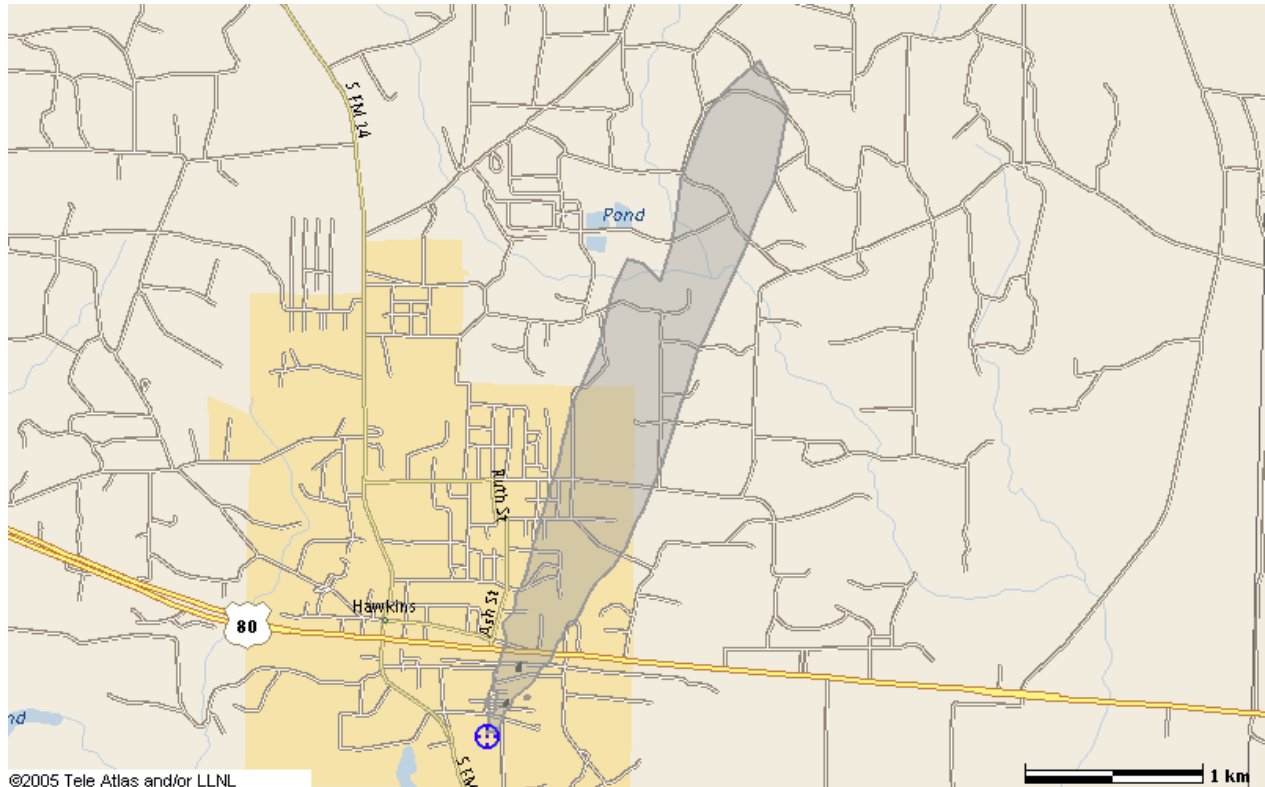 S FM 14
Pond
Ruth St
Ash St
Hawkins
80
nd
S FM
©2005 Tele Atlas and/or LLNL
1 km